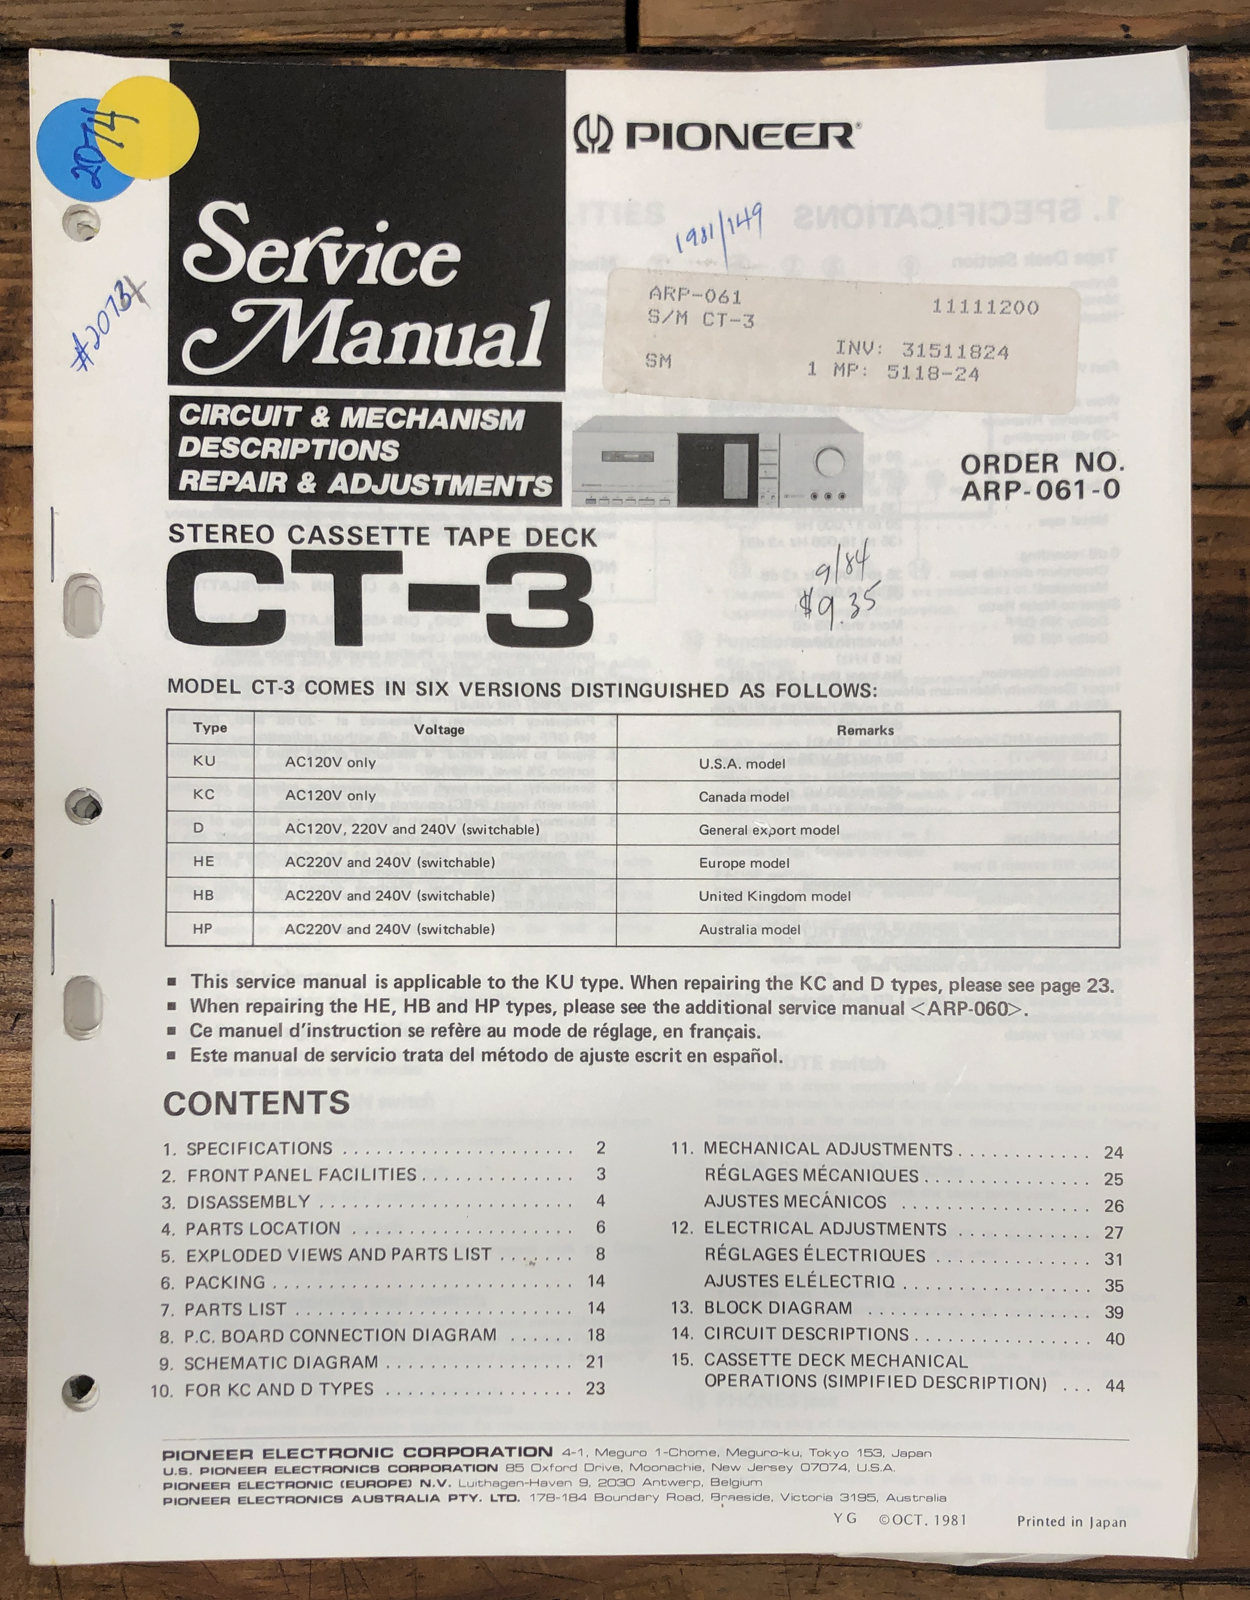 2074
PIONEER®
Service
Manual
1981/149
#20734
ARP-061 11111200
S/M CT-3
INV: 31511824
SM 1 MP: 5118-24
CIRCUIT & MECHANISM
DESCRIPTIONS
REPAIR & ADJUSTMENTS
ORDER NO.
ARP-061-0
STEREO CASSETTE TAPE DECK
CT-3
9/84
$9.35
MODEL CT-3 COMES IN SIX VERSIONS DISTINGUISHED AS FOLLOWS:
Type Voltage Remarks
KU AC120V only U.S.A. model
KC AC120V only Canada model
D AC120V, 220V and 240V (switchable) General export model
HE AC220V and 240V (switchable) Europe model
HB AC220V and 240V (switchable) United Kingdom model
HP AC220V and 240V (switchable) Australia model
▪ This service manual is applicable to the KU type. When repairing the KC and D types, please see page 23.
▪ When repairing the HE, HB and HP types, please see the additional service manual <ARP-060>.
▪ Ce manuel d'instruction se refère au mode de réglage, en français.
▪ Este manual de servicio trata del método de ajuste escrit en español.
CONTENTS
1. SPECIFICATIONS . . . . . . . . . . . . . . . . . . . . . . 2
2. FRONT PANEL FACILITIES . . . . . . . . . . . . . . 3
3. DISASSEMBLY . . . . . . . . . . . . . . . . . . . . . . . . 4
4. PARTS LOCATION . . . . . . . . . . . . . . . . . . . . . 6
5. EXPLODED VIEWS AND PARTS LIST . . . . . . . 8
6. PACKING . . . . . . . . . . . . . . . . . . . . . . . . . . . . 14
7. PARTS LIST . . . . . . . . . . . . . . . . . . . . . . . . . . 14
8. P.C. BOARD CONNECTION DIAGRAM . . . . . . 18
9. SCHEMATIC DIAGRAM . . . . . . . . . . . . . . . . . . 21
10. FOR KC AND D TYPES . . . . . . . . . . . . . . . . . . 23
11. MECHANICAL ADJUSTMENTS . . . . . . . . . . . . . 24
RÉGLAGES MÉCANIQUES . . . . . . . . . . . . . . . . 25
AJUSTES MECÁNICOS . . . . . . . . . . . . . . . . . . 26
12. ELECTRICAL ADJUSTMENTS . . . . . . . . . . . . . 27
RÉGLAGES ÉLECTRIQUES . . . . . . . . . . . . . . . 31
AJUSTES ELÉLECTRIQ . . . . . . . . . . . . . . . . . . 35
13. BLOCK DIAGRAM . . . . . . . . . . . . . . . . . . . . . . 39
14. CIRCUIT DESCRIPTIONS . . . . . . . . . . . . . . . . . 40
15. CASSETTE DECK MECHANICAL
OPERATIONS (SIMPIFIED DESCRIPTION) . . . 44
PIONEER ELECTRONIC CORPORATION 4-1, Meguro 1-Chome, Meguro-ku, Tokyo 153, Japan
U.S. PIONEER ELECTRONICS CORPORATION 85 Oxford Drive, Moonachie, New Jersey 07074, U.S.A.
PIONEER ELECTRONIC (EUROPE) N.V. Luithagen-Haven 9, 2030 Antwerp, Belgium
PIONEER ELECTRONICS AUSTRALIA PTY. LTD. 178-184 Boundary Road, Braeside, Victoria 3195, Australia
YG ©OCT. 1981 Printed in Japan